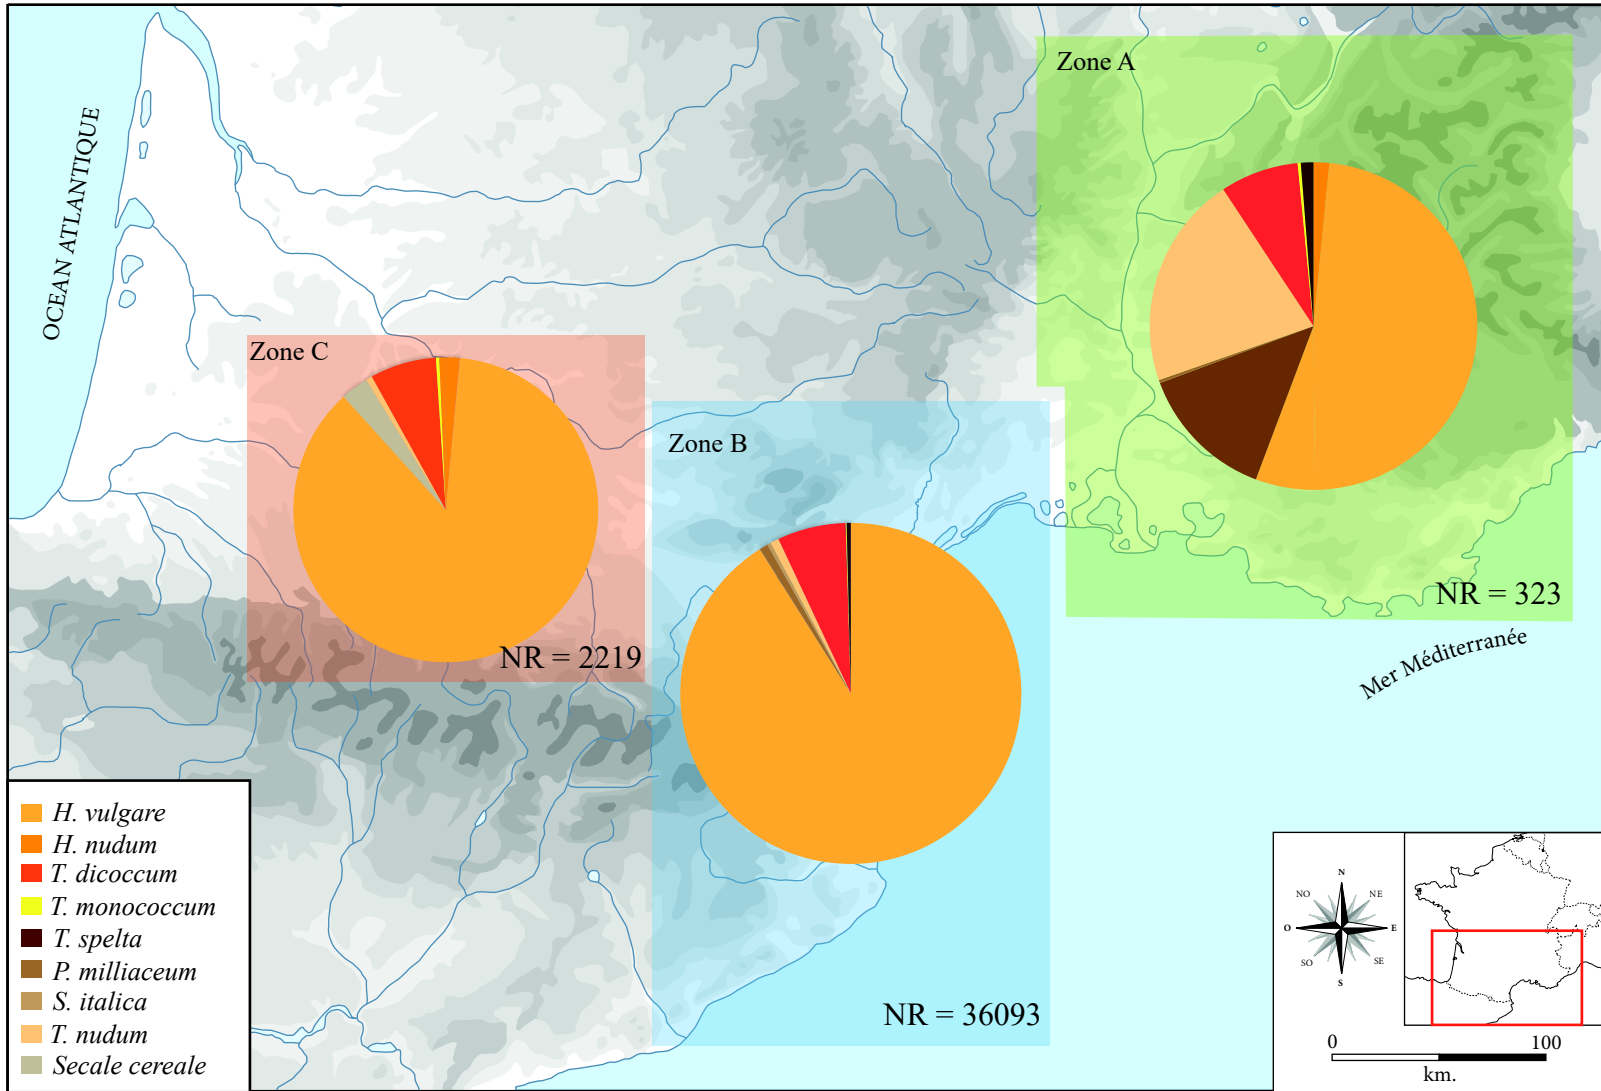 Zone A
OCEAN ATLANTIQUE
Zone C
Zone B
NR = 323
Mer Méditerranée
NR = 2219
H. vulgare
H. nudum
T. dicoccum
T. monococcum
T. spelta
P. milliaceum
S. italica
T. nudum
Secale cereale
NR = 36093
N
NO
NE
O
E
SO
SE
S
0
100
km.